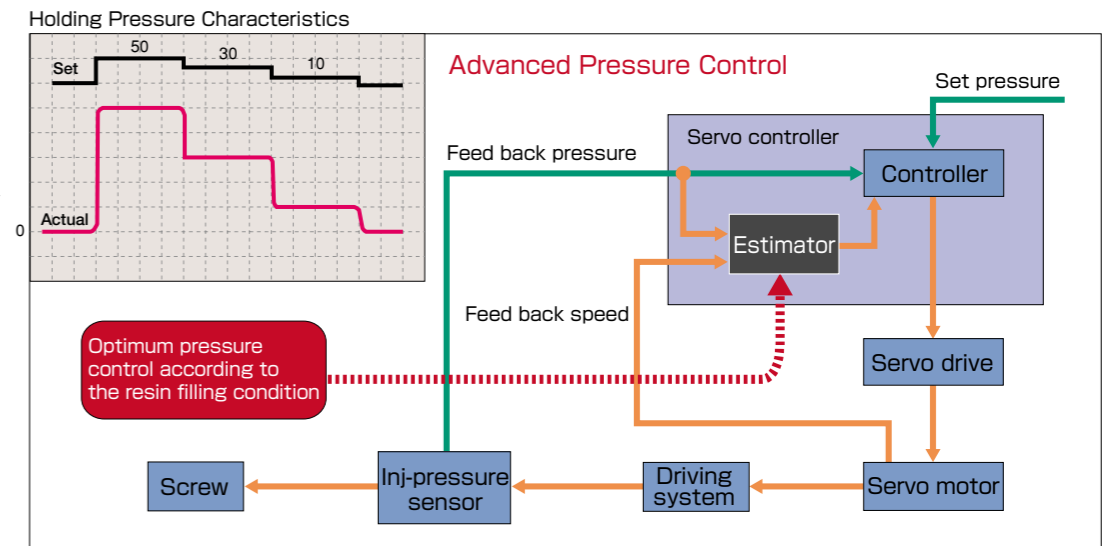 Holding Pressure Characteristics
50
30
10
Set
Actual
0
Advanced Pressure Control
Set pressure
Servo controller
Feed back pressure
Controller
Estimator
Feed back speed
Optimum pressure
control according to
the resin filling condition
Servo drive
Screw
Inj-pressure
sensor
Driving
system
Servo motor